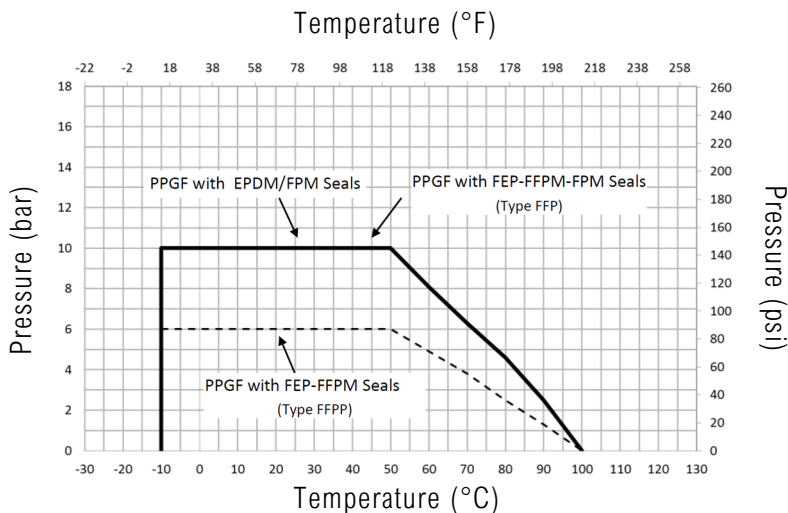 Temperature (°F)
-22 -2 18 38 58 78 98 118 138 158 178 198 218 238 258
18 260
16 240
14 220
12 200
10 180
8 160
6 140
4 120
2 100
0 80
60
40
20
0
Pressure (bar)
Pressure (psi)
PPGF with EPDM/FPM Seals
PPGF with FEP-FFPM-FPM Seals
(Type FFP)
PPGF with FEP-FFPM Seals
(Type FFPP)
-30 -20 -10 0 10 20 30 40 50 60 70 80 90 100 110 120 130
Temperature (°C)